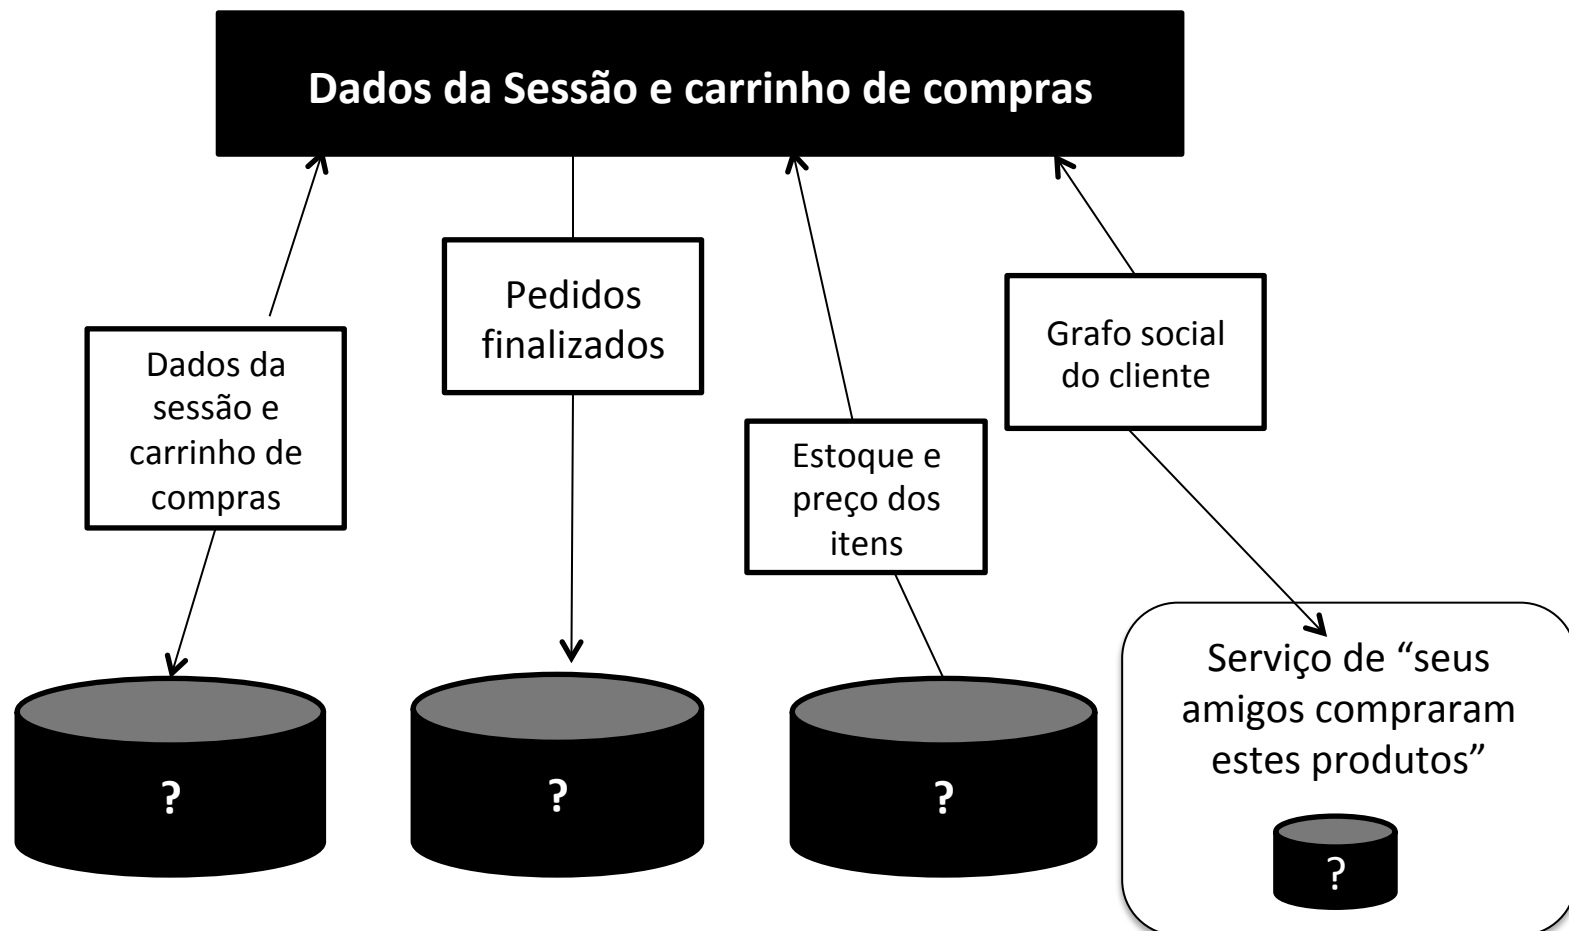 Dados da Sessão e carrinho de compras
Pedidos
finalizados
Grafo social
do cliente
Dados da
sessão e
carrinho de
compras
Estoque e
preço dos
itens
Serviço de “seus
amigos compraram
estes produtos”
?
?
?
?